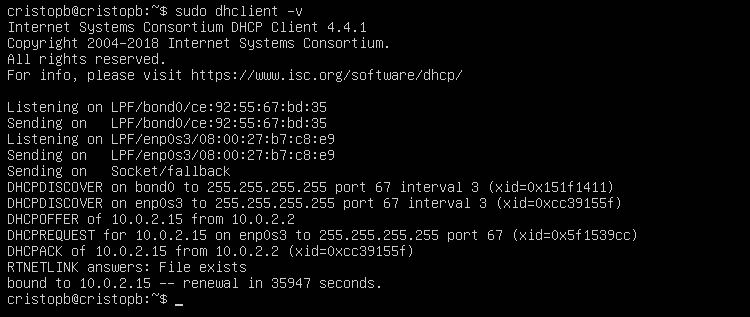 cristopb@cristopb:~$ sudo dhclient -v
Internet Systems Consortium DHCP Client 4.4.1
Copyright 2004-2018 Internet Systems Consortium.
All rights reserved.
For info, please visit https://www.isc.org/software/dhcp/
Listening on LPF/bond0/ce:92:55:67:bd:35
Sending on   LPF/bond0/ce:92:55:67:bd:35
Listening on LPF/enp0s3/08:00:27:b7:c8:e9
Sending on   LPF/enp0s3/08:00:27:b7:c8:e9
Sending on   Socket/fallback
DHCPDISCOVER on bond0 to 255.255.255.255 port 67 interval 3 (xid=0x151f1411)
DHCPDISCOVER on enp0s3 to 255.255.255.255 port 67 interval 3 (xid=0xcc39155f)
DHCPOFFER of 10.0.2.15 from 10.0.2.2
DHCPREQUEST for 10.0.2.15 on enp0s3 to 255.255.255.255 port 67 (xid=0x5f1539cc)
DHCPACK of 10.0.2.15 from 10.0.2.2 (xid=0xcc39155f)
RTNETLINK answers: File exists
bound to 10.0.2.15 -- renewal in 35947 seconds.
cristopb@cristopb:~$ _